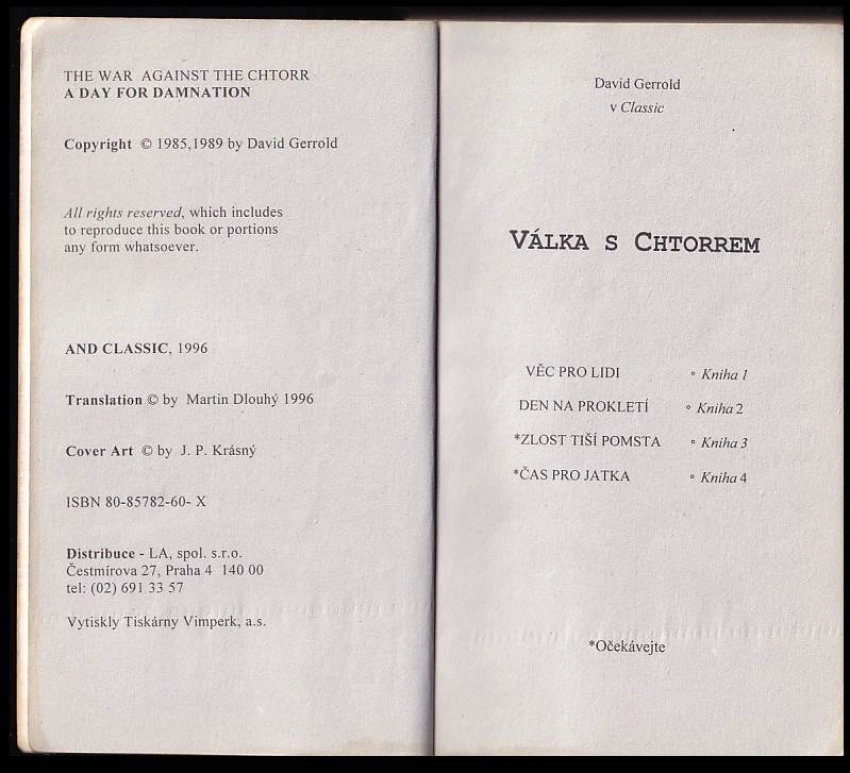 THE WAR AGAINST THE CHTORR
A DAY FOR DAMNATION
Copyright © 1985,1989 by David Gerrold
All rights reserved, which includes
to reproduce this book or portions
any form whatsoever.
AND CLASSIC, 1996
Translation © by Martin Dlouhý 1996
Cover Art © by J. P. Krásný
ISBN 80-85782-60- X
Distribuce - LA, spol. s.r.o.
Čestmírova 27, Praha 4 140 00
tel: (02) 691 33 57
Vytiskly Tiskárny Vimperk, a.s.
David Gerrold
v Classic
VÁLKA S CHTORREM
VĚC PRO LIDI ° Kniha 1
DEN NA PROKLETÍ ° Kniha 2
*ZLOST TIŠÍ POMSTA ° Kniha 3
*ČAS PRO JATKA ° Kniha 4
*Očekávejte